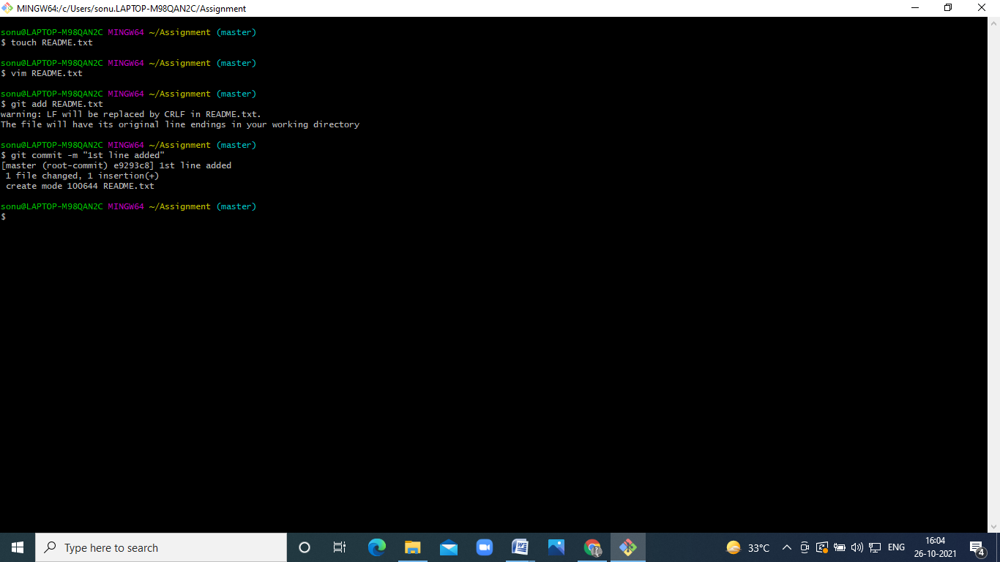 MINGW64:/c/Users/sonu.LAPTOP-M98QAN2C/Assignment
sonu@LAPTOP-M98QAN2C MINGW64 ~/Assignment (master)
$ touch README.txt
sonu@LAPTOP-M98QAN2C MINGW64 ~/Assignment (master)
$ vim README.txt
sonu@LAPTOP-M98QAN2C MINGW64 ~/Assignment (master)
$ git add README.txt
warning: LF will be replaced by CRLF in README.txt.
The file will have its original line endings in your working directory
sonu@LAPTOP-M98QAN2C MINGW64 ~/Assignment (master)
$ git commit -m "1st line added"
[master (root-commit) e9293c8] 1st line added
 1 file changed, 1 insertion(+)
 create mode 100644 README.txt
sonu@LAPTOP-M98QAN2C MINGW64 ~/Assignment (master)
$
Type here to search
33°C
ENG
16:04
26-10-2021
4